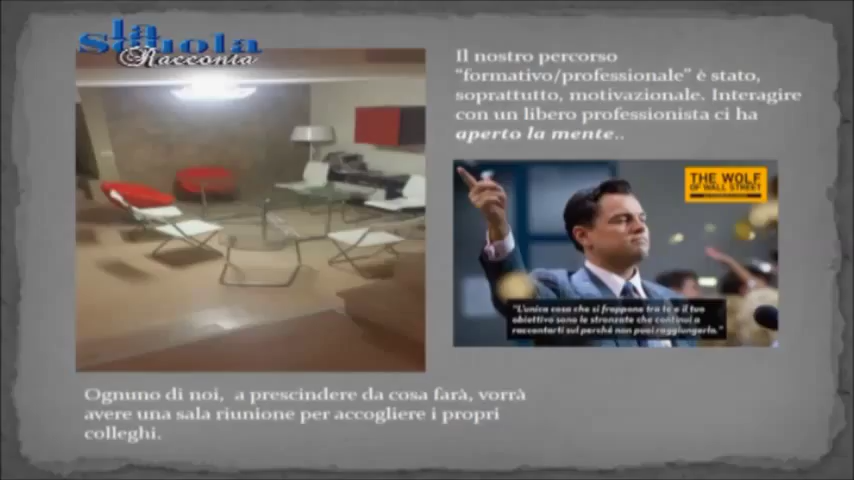 la
Scuola
Racconta
Il nostro percorso
“formativo/professionale” è stato,
soprattutto, motivazionale. Interagire
con un libero professionista ci ha
aperto la mente..
THE WOLF
OF WALL STREET
"L'unica cosa che si frappone tra te e il tuo
obiettivo sono le stronzate che continui a
raccontarti sul perché non puoi raggiungerlo."
Ognuno di noi, a prescindere da cosa farà, vorrà
avere una sala riunione per accogliere i propri
colleghi.